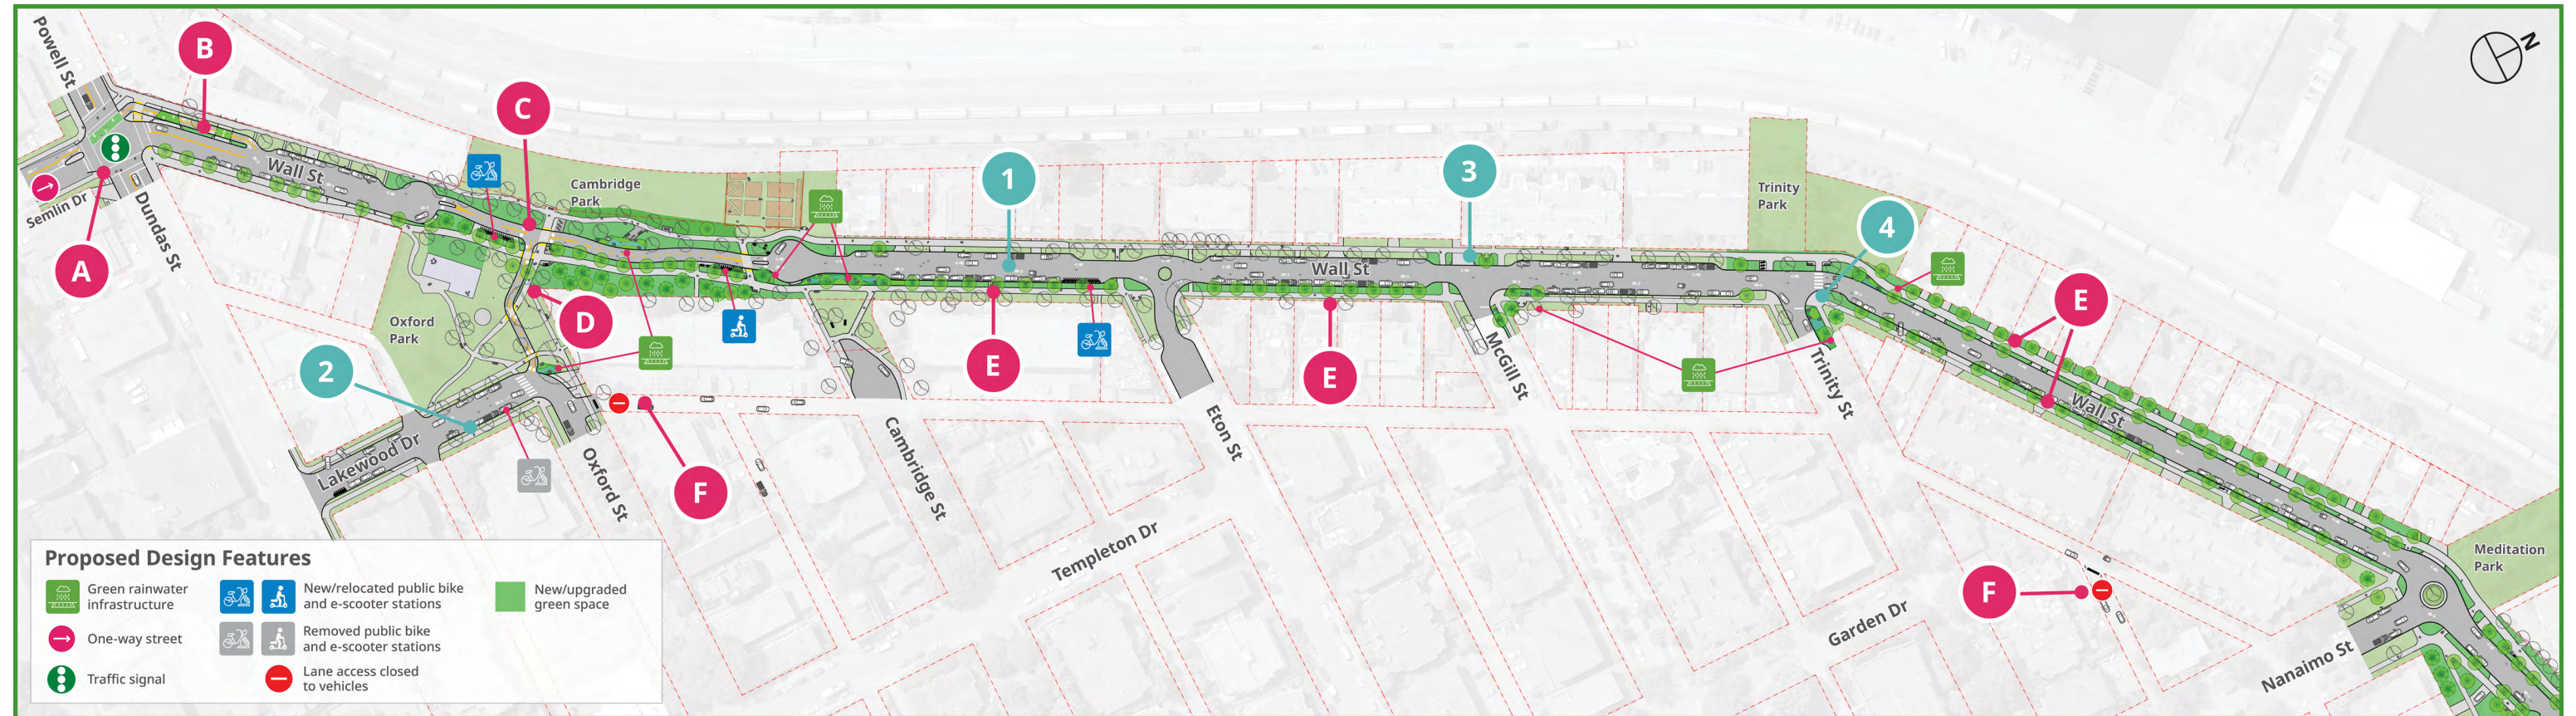 Powell St
B
N
C
Wall St
Cambridge
Park
1
3
Trinity
Park
4
Semlin Dr
Dundas St
A
Wall St
D
Oxford
Park
E
E
E
2
McGill St
Trinity St
Wall St
Lakewood Dr
Oxford St
F
Cambridge St
Eton St
Templeton Dr
Garden Dr
F
Meditation
Park
Nanaimo St
Proposed Design Features
Green rainwater
infrastructure
New/relocated public bike
and e-scooter stations
New/upgraded
green space
One-way street
Removed public bike
and e-scooter stations
Traffic signal
Lane access closed
to vehicles